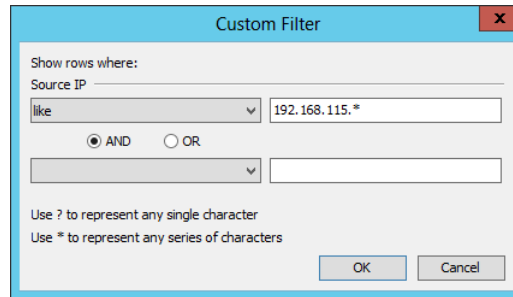 Custom Filter
x
Show rows where:
Source IP
like 192.168.115.*
AND OR
Use ? to represent any single character
Use * to represent any series of characters
OK Cancel